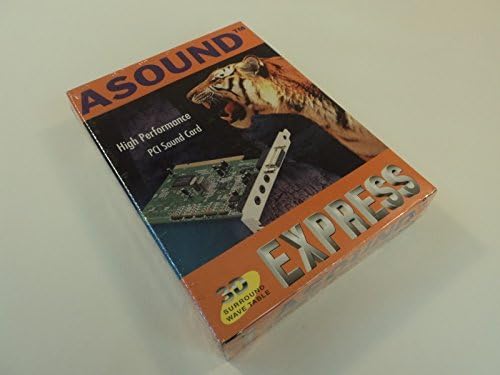 ASOUND™
High Performance
PCI Sound Card
EXPRESS
3D
SURROUND
WAVE TABLE